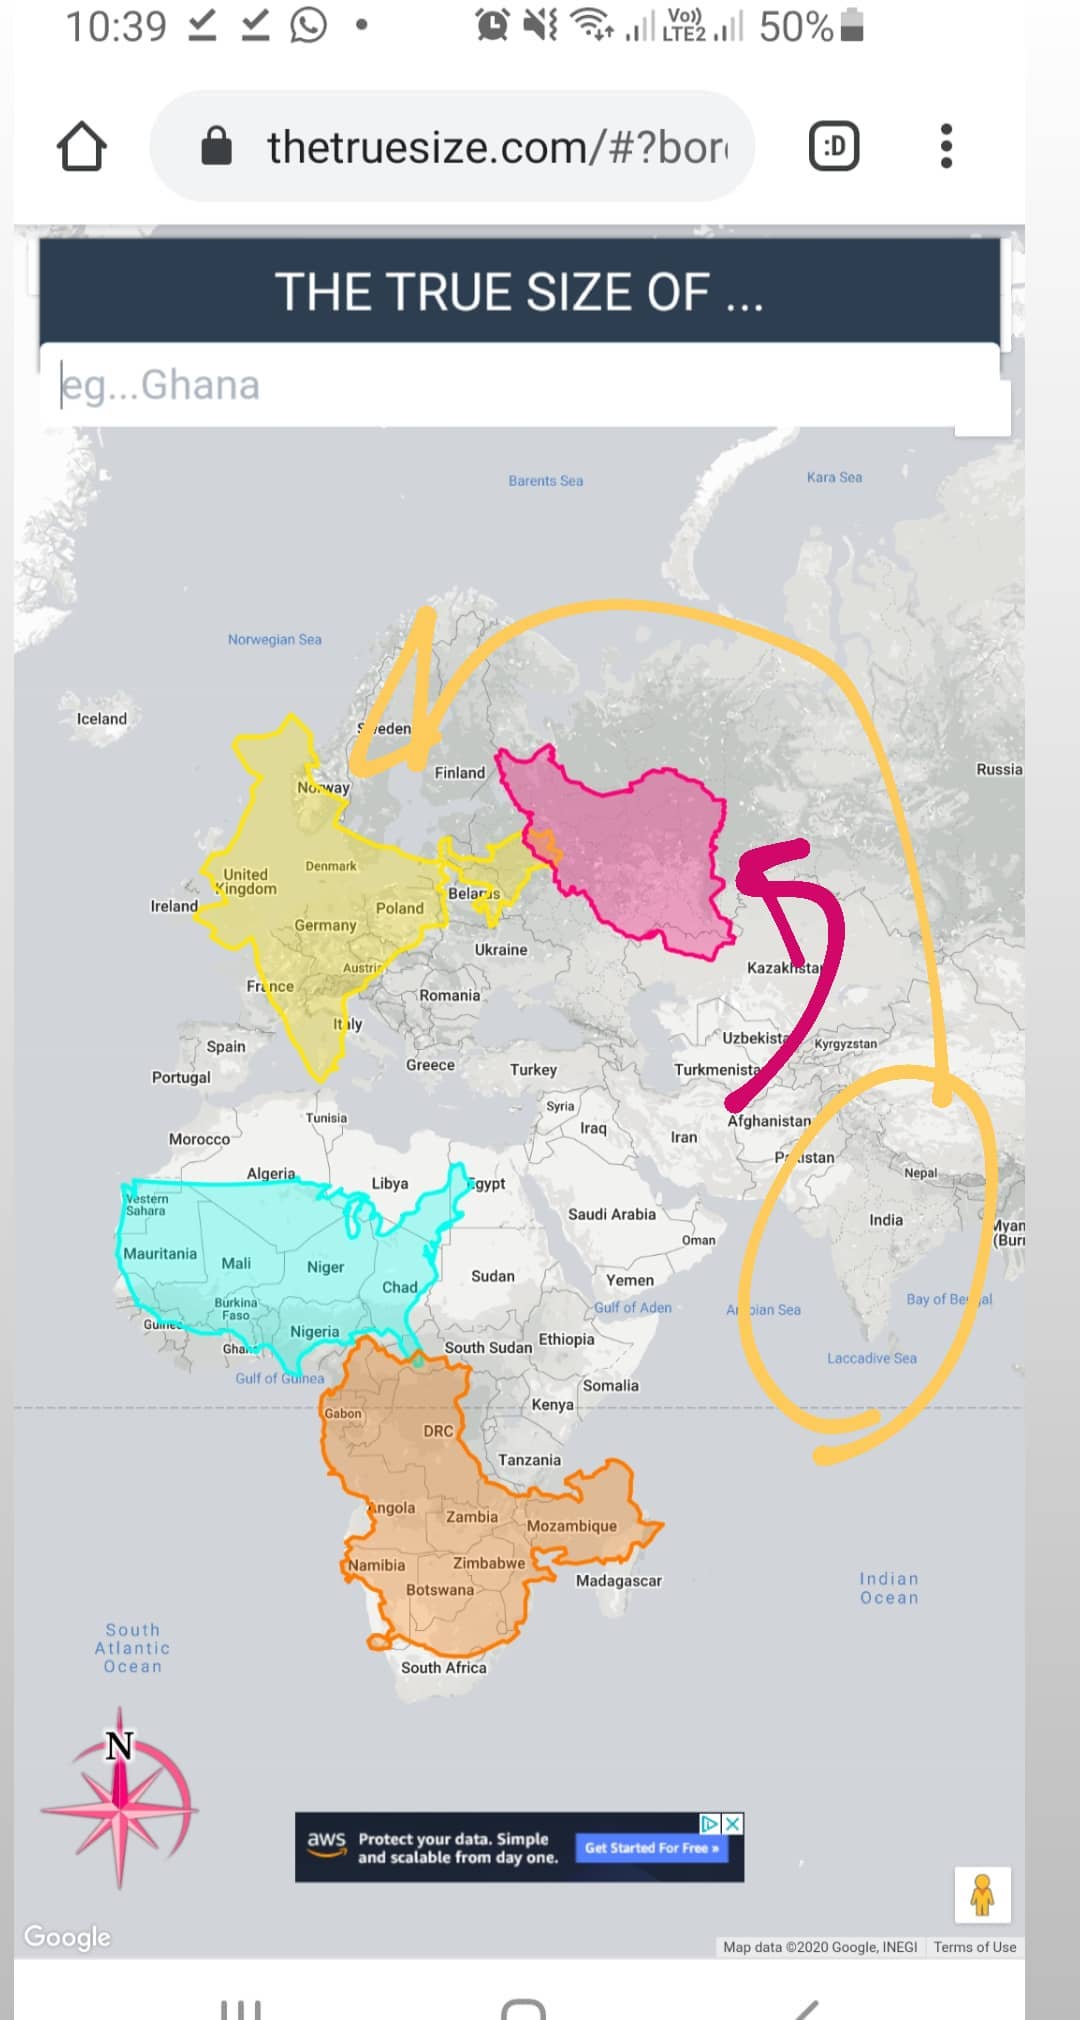 10:39
Vo))
LTE2
50%
thetruesize.com/#?bor
:D
THE TRUE SIZE OF ...
eg...Ghana
Barents Sea
Kara Sea
Norwegian Sea
Iceland
Sweden
Finland
Russia
Norway
Denmark
United
Kingdom
Ireland
Belarus
Poland
Germany
Ukraine
Austria
Kazakhstan
France
Romania
Italy
Uzbekista
Kyrgyzstan
Spain
Greece
Turkey
Turkmenista
Portugal
Syria
Tunisia
Iraq
Afghanistan
Morocco
Iran
Pakistan
Nepal
Algeria
Libya
Egypt
Western
Sahara
Saudi Arabia
India
Myan
(Buri
Oman
Mauritania
Mali
Niger
Chad
Sudan
Yemen
Bay of Bengal
Burkina
Faso
Gulf of Aden
Arabian Sea
Guinea
Nigeria
Ghana
South Sudan
Ethiopia
Laccadive Sea
Gulf of Guinea
Somalia
Kenya
Gabon
DRC
Tanzania
Angola
Zambia
Mozambique
Namibia
Zimbabwe
Madagascar
Botswana
Indian
Ocean
South
Atlantic
Ocean
South Africa
N
aws
Protect your data. Simple
and scalable from day one.
Get Started For Free »
Google
Map data ©2020 Google, INEGI
Terms of Use